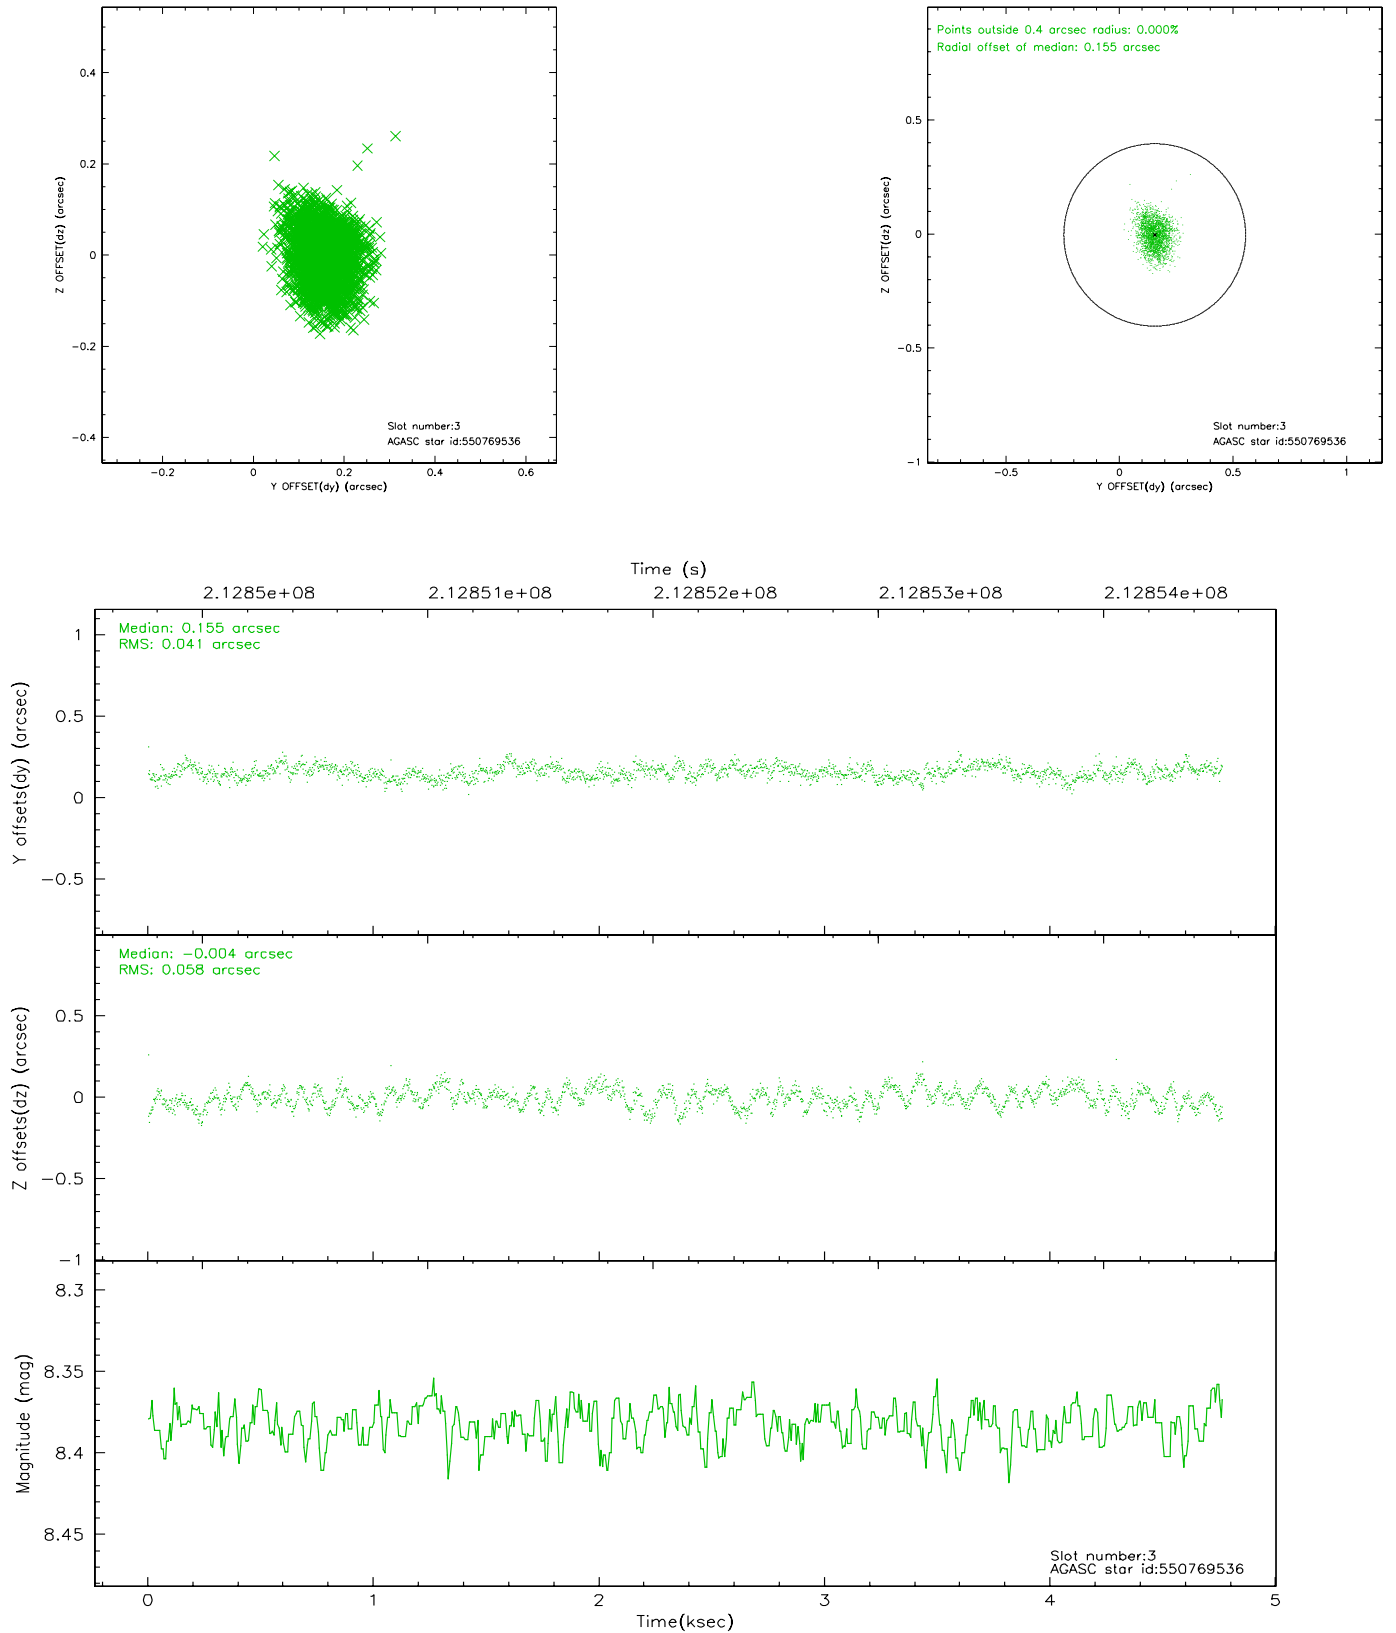 0.4
0.2
0
−0.2
−0.4
Z OFFSET(dz) (arcsec)
Slot number:3
AGASC star id:550769536
−0.2
0
0.2
0.4
0.6
Y OFFSET(dy) (arcsec)
Points outside 0.4 arcsec radius: 0.000%
Radial offset of median: 0.155 arcsec
0.5
0
−0.5
−1
Z OFFSET(dz) (arcsec)
Slot number:3
AGASC star id:550769536
−0.5
0
0.5
1
Y OFFSET(dy) (arcsec)
Time (s)
2.1285e+08
2.12851e+08
2.12852e+08
2.12853e+08
2.12854e+08
Median: 0.155 arcsec
RMS: 0.041 arcsec
1
0.5
0
−0.5
Y offsets(dy) (arcsec)
Median: −0.004 arcsec
RMS: 0.058 arcsec
0.5
0
−0.5
−1
Z offsets(dz) (arcsec)
8.3
8.35
8.4
8.45
Magnitude (mag)
Slot number:3
AGASC star id:550769536
0
1
2
3
4
5
Time(ksec)